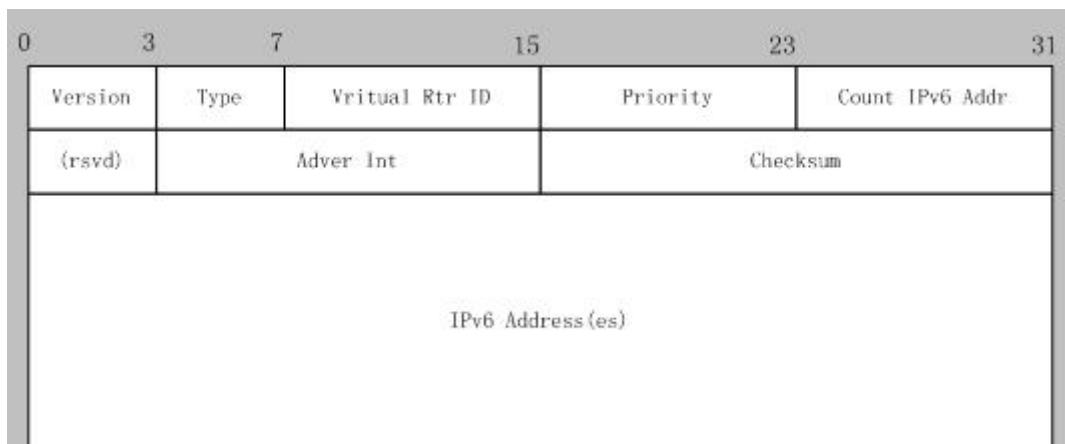 0 3 7 15 23 31
Version Type Vritual Rtr ID Priority Count IPv6 Addr
(rsvd) Adver Int Checksum
IPv6 Address(es)